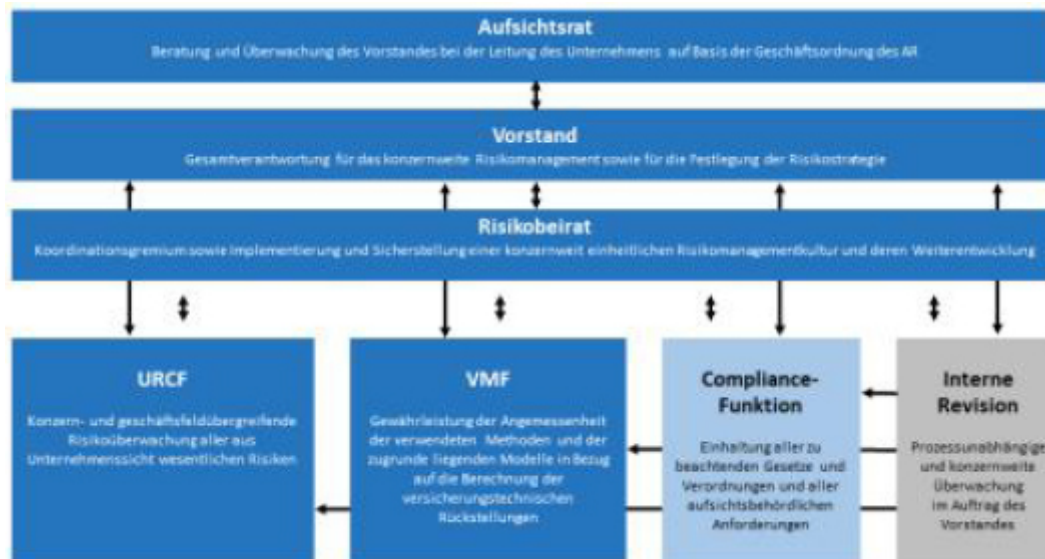 Aufsichtsrat
Beratung und Überwachung des Vorstandes bei der Leitung des Unternehmens auf Basis der Geschäftsordnung des AR
Vorstand
Gesamtverantwortung für das konzernweite Risikomanagement sowie für die Festlegung der Risikostrategie
Risikobeirat
Koordinationsgremium sowie Implementierung und Sicherstellung einer konzernweit einheitlichen Risikomanagementkultur und deren Weiterentwicklung
URCF
Konzern- und geschäftsfeldübergreifende
Risikoüberwachung aller aus
Unternehmenssicht wesentlichen Risiken
VMF
Gewährleistung der Angemessenheit
der verwendeten Methoden und der
zugrunde liegenden Modelle in Bezug
auf die Berechnung der
versicherungstechnischen
Rückstellungen
Compliance-
Funktion
Einhaltung aller zu
beachtenden Gesetze und
Verordnungen und aller
aufsichtsbehördlichen
Anforderungen
Interne
Revision
Prozessunabhängige
und konzernweite
Überwachung
im Auftrag des
Vorstandes